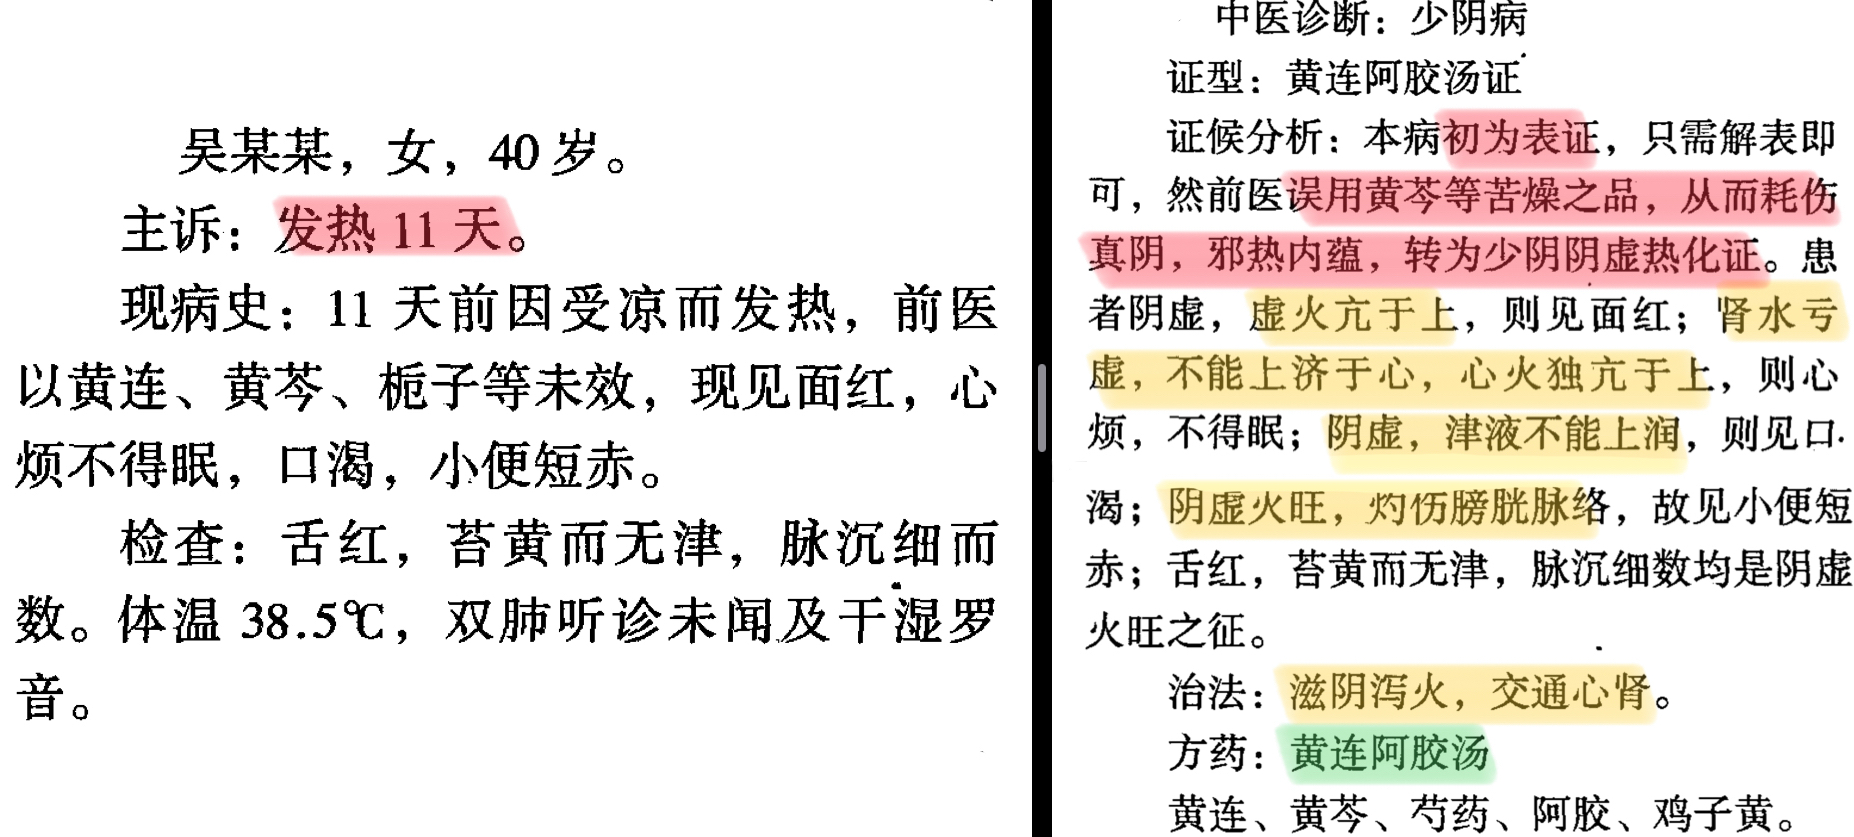 吴某某，女，40岁。
主诉：发热11天。
现病史：11天前因受凉而发热，前医
以黄连、黄芩、栀子等未效，现见面红，心
烦不得眠，口渴，小便短赤。
检查：舌红，苔黄而无津，脉沉细而
数。体温38.5℃，双肺听诊未闻及干湿罗
音。
中医诊断：少阴病
证型：黄连阿胶汤证
证候分析：本病初为表证，只需解表即
可，然前医误用黄芩等苦燥之品，从而耗伤
真阴，邪热内蕴，转为少阴阴虚热化证。患
者阴虚，虚火亢于上，则见面红；肾水亏
虚，不能上济于心，心火独亢于上，则心
烦，不得眠；阴虚，津液不能上润，则见口
渴；阴虚火旺，灼伤膀胱脉络，故见小便短
赤；舌红，苔黄而无津，脉沉细数均是阴虚
火旺之征。
治法：滋阴泻火，交通心肾。
方药：黄连阿胶汤
黄连、黄芩、芍药、阿胶、鸡子黄。